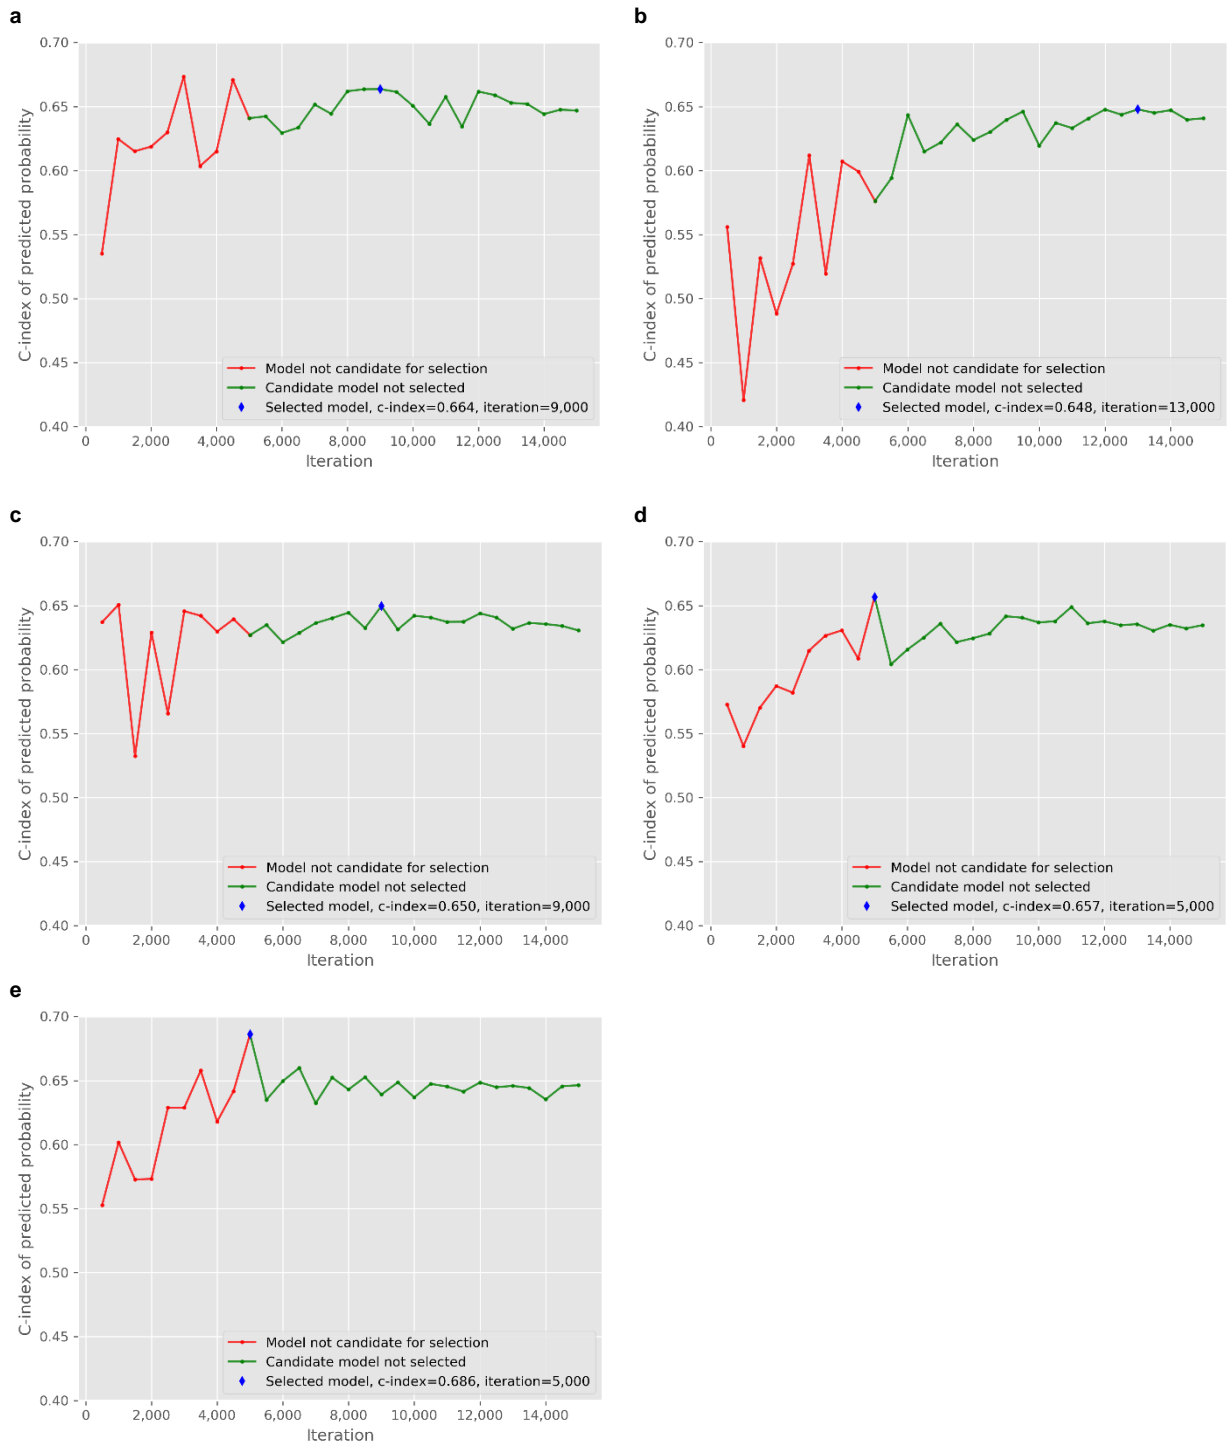 a
0.70
0.65
0.60
0.55
0.50
0.45
0.40
C-index of predicted probability
Model not candidate for selection
Candidate model not selected
Selected model, c-index=0.664, iteration=9,000
0 2,000 4,000 6,000 8,000 10,000 12,000 14,000
Iteration
b
0.70
0.65
0.60
0.55
0.50
0.45
0.40
C-index of predicted probability
Model not candidate for selection
Candidate model not selected
Selected model, c-index=0.648, iteration=13,000
0 2,000 4,000 6,000 8,000 10,000 12,000 14,000
Iteration
c
0.70
0.65
0.60
0.55
0.50
0.45
0.40
C-index of predicted probability
Model not candidate for selection
Candidate model not selected
Selected model, c-index=0.650, iteration=9,000
0 2,000 4,000 6,000 8,000 10,000 12,000 14,000
Iteration
d
0.70
0.65
0.60
0.55
0.50
0.45
0.40
C-index of predicted probability
Model not candidate for selection
Candidate model not selected
Selected model, c-index=0.657, iteration=5,000
0 2,000 4,000 6,000 8,000 10,000 12,000 14,000
Iteration
e
0.70
0.65
0.60
0.55
0.50
0.45
0.40
C-index of predicted probability
Model not candidate for selection
Candidate model not selected
Selected model, c-index=0.686, iteration=5,000
0 2,000 4,000 6,000 8,000 10,000 12,000 14,000
Iteration